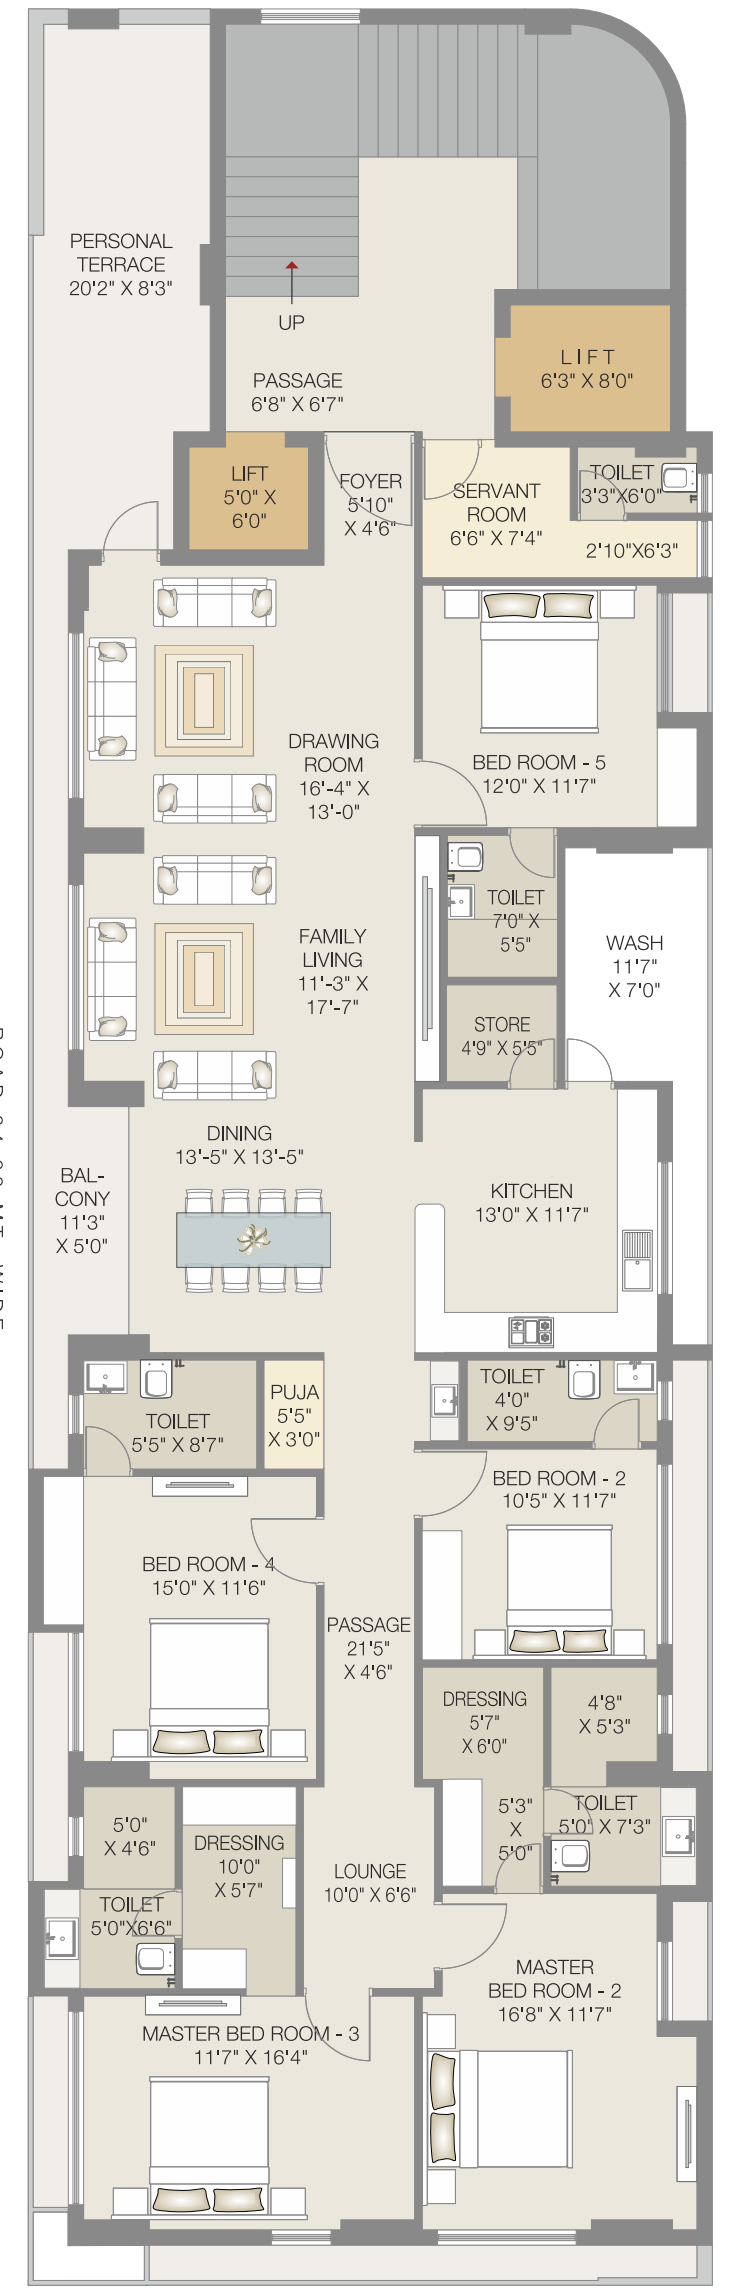 PERSONAL
TERRACE
20'2" X 8'3"
UP
LIFT
6'3" X 8'0"
PASSAGE
6'8" X 6'7"
LIFT
5'0" X
6'0"
FOYER
5'10"
X 4'6"
SERVANT
ROOM
6'6" X 7'4"
TOILET
3'3"X6'0"
2'10"X6'3"
DRAWING
ROOM
16'-4" X
13'-0"
BED ROOM - 5
12'0" X 11'7"
FAMILY
LIVING
11'-3" X
17'-7"
TOILET
7'0" X
5'5"
WASH
11'7"
X 7'0"
STORE
4'9" X 5'5"
DINING
13'-5" X 13'-5"
BAL-
CONY
11'3"
X 5'0"
KITCHEN
13'0" X 11'7"
TOILET
5'5" X 8'7"
PUJA
5'5"
X 3'0"
TOILET
4'0"
X 9'5"
BED ROOM - 2
10'5" X 11'7"
BED ROOM - 4
15'0" X 11'6"
PASSAGE
21'5"
X 4'6"
DRESSING
5'7"
X 6'0"
4'8"
X 5'3"
5'3"
X
5'0"
TOILET
5'0" X 7'3"
5'0"
X 4'6"
DRESSING
10'0"
X 5'7"
LOUNGE
10'0" X 6'6"
TOILET
5'0"X6'6"
MASTER
BED ROOM - 2
16'8" X 11'7"
MASTER BED ROOM - 3
11'7" X 16'4"